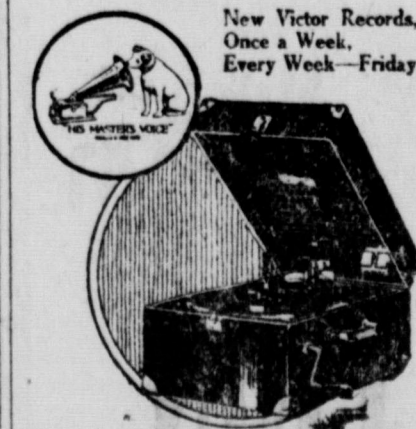 New Victor Records,
Once a Week,
Every Week—Friday
"HIS MASTER'S VOICE"